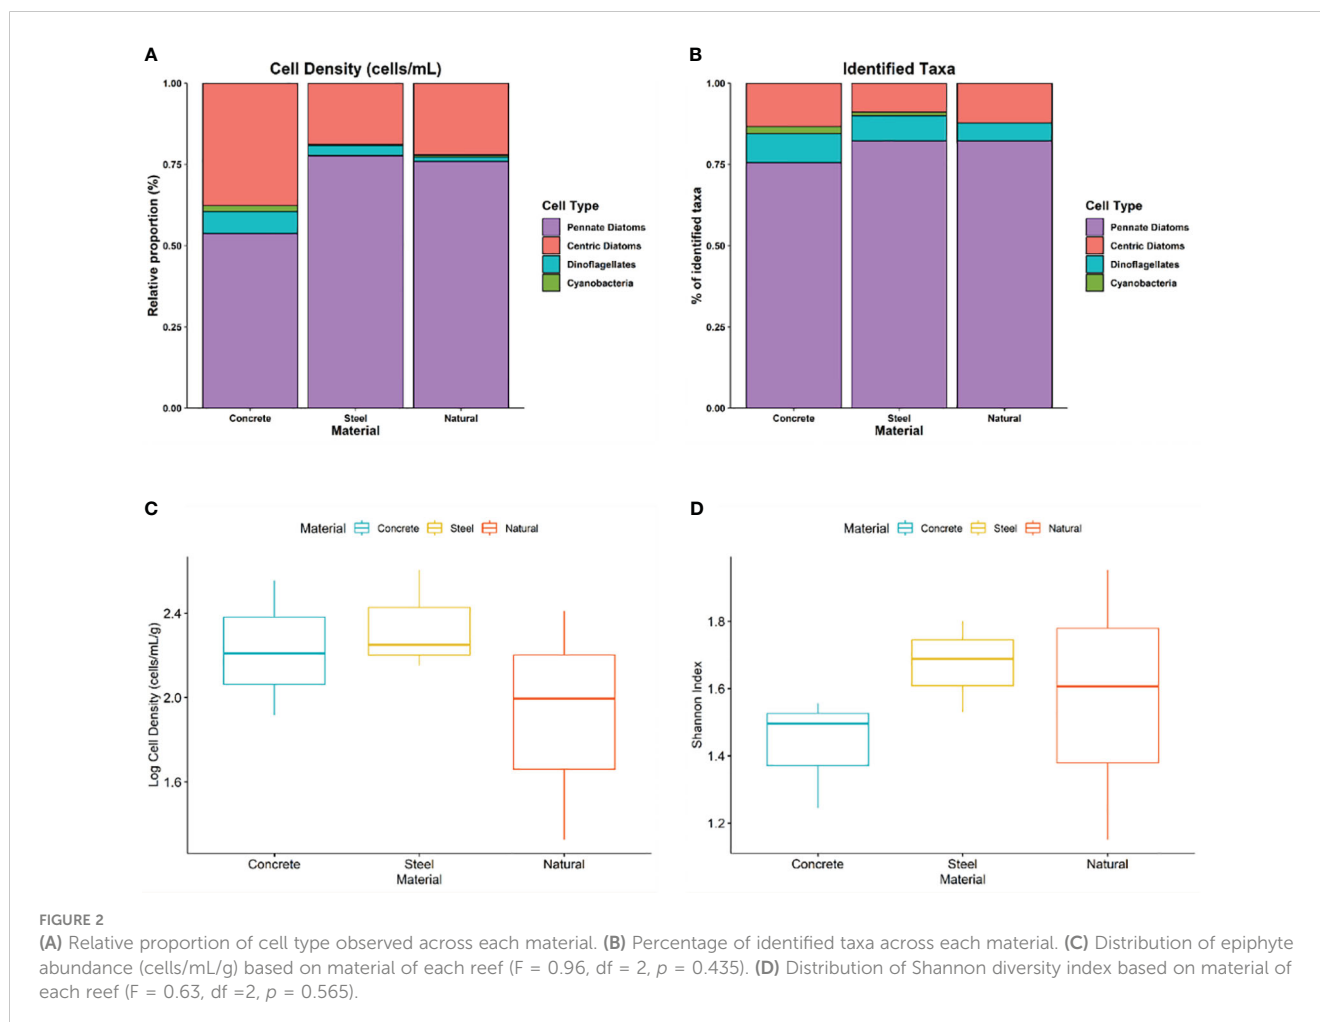 A
Cell Density (cells/mL)
Relative proportion (%)
1.00
0.75
0.50
0.25
0.00
Concrete
Steel
Natural
Material
Cell Type
Pennate Diatoms
Centric Diatoms
Dinoflagellates
Cyanobacteria
B
Identified Taxa
% of identified taxa
1.00
0.75
0.50
0.25
0.00
Concrete
Steel
Natural
Material
Cell Type
Pennate Diatoms
Centric Diatoms
Dinoflagellates
Cyanobacteria
C
Material Concrete Steel Natural
Log Cell Density (cells/mL/g)
2.4
2.0
1.6
Concrete
Steel
Natural
Material
D
Material Concrete Steel Natural
Shannon Index
1.8
1.6
1.4
1.2
Concrete
Steel
Natural
Material
FIGURE 2
(A) Relative proportion of cell type observed across each material. (B) Percentage of identified taxa across each material. (C) Distribution of epiphyte
abundance (cells/mL/g) based on material of each reef (F = 0.96, df = 2, p = 0.435). (D) Distribution of Shannon diversity index based on material of
each reef (F = 0.63, df =2, p = 0.565).